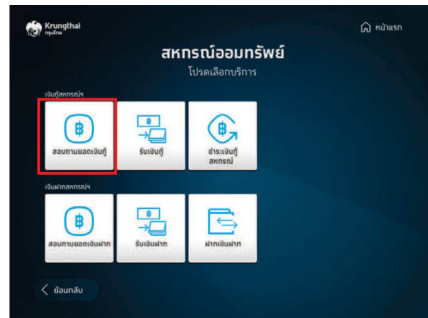 Krungthai
กรุงไทย
หน้าแรก
สหกรณ์ออมทรัพย์
โปรดเลือกบริการ
เงินกู้สหกรณ์ฯ
สอบถามยอดเงินกู้
รับเงินกู้
ชำระเงินกู้
สหกรณ์
เงินฝากสหกรณ์ฯ
สอบถามยอดเงินฝาก
รับเงินฝาก
ฝากเงินฝาก
ย้อนกลับ